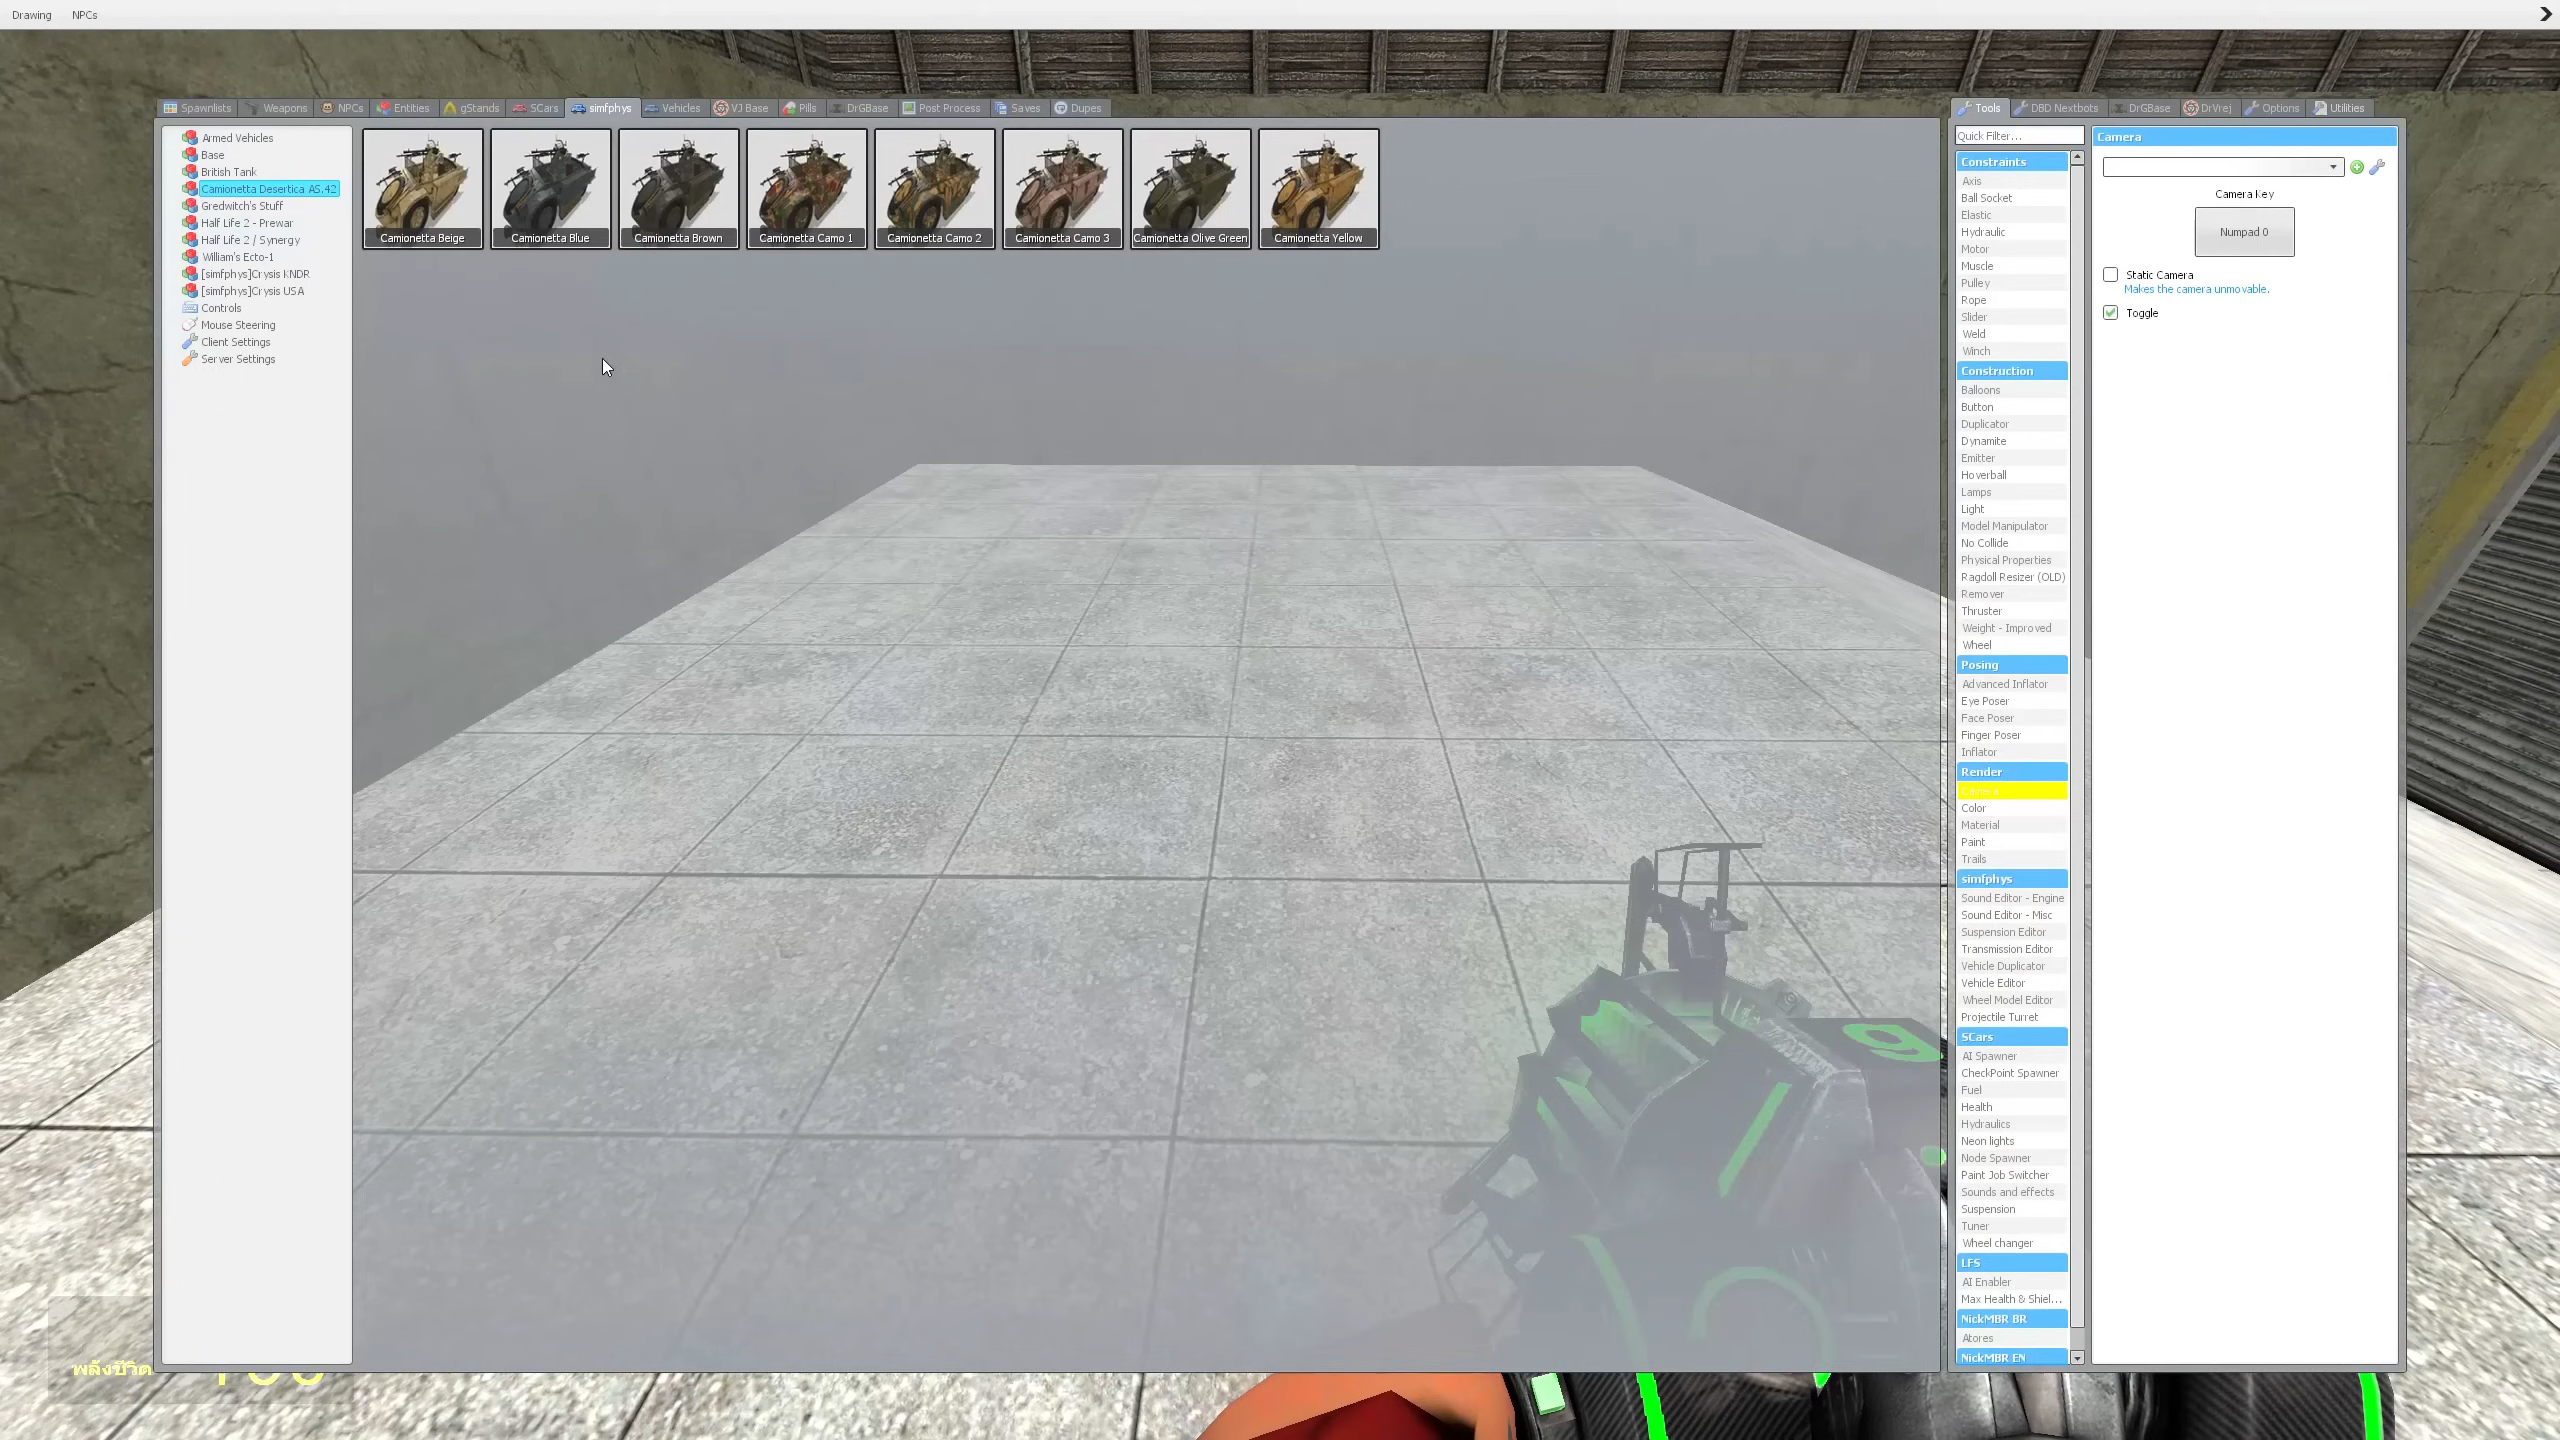 Drawing NPCs
Spawnlists Weapons NPCs Entities gStands SCars simfphys Vehicles VJ Base Pills DrGBase Post Process Saves Dupes
Armed Vehicles
Base
British Tank
Camionetta Desertica AS.42
Gredwitch's Stuff
Half Life 2 - Prewar
Half Life 2 / Synergy
William's Ecto-1
[simfphys]Crysis KNDR
[simfphys]Crysis USA
Controls
Mouse Steering
Client Settings
Server Settings
Camionetta Beige
Camionetta Blue
Camionetta Brown
Camionetta Camo 1
Camionetta Camo 2
Camionetta Camo 3
Camionetta Olive Green
Camionetta Yellow
Tools DBD Nextbots DrGBase DrVrej Options Utilities
Quick Filter...
Constraints
Axis
Ball Socket
Elastic
Hydraulic
Motor
Muscle
Pulley
Rope
Slider
Weld
Winch
Construction
Balloons
Button
Duplicator
Dynamite
Emitter
Hoverball
Lamps
Light
Model Manipulator
No Collide
Physical Properties
Ragdoll Resizer (OLD)
Remover
Thruster
Weight - Improved
Wheel
Posing
Advanced Inflator
Eye Poser
Face Poser
Finger Poser
Inflator
Render
Camera
Color
Material
Paint
Trails
simfphys
Sound Editor - Engine
Sound Editor - Misc
Suspension Editor
Transmission Editor
Vehicle Duplicator
Vehicle Editor
Wheel Model Editor
Projectile Turret
SCars
AI Spawner
CheckPoint Spawner
Fuel
Health
Hydraulics
Neon lights
Node Spawner
Paint Job Switcher
Sounds and effects
Suspension
Tuner
Wheel changer
LFS
AI Enabler
Max Health & Shiel...
NickMBR BR
Atores
NickMBR EN
Camera
Camera Key
Numpad 0
Static Camera
Makes the camera unmovable.
Toggle
พลังชีวิต
100